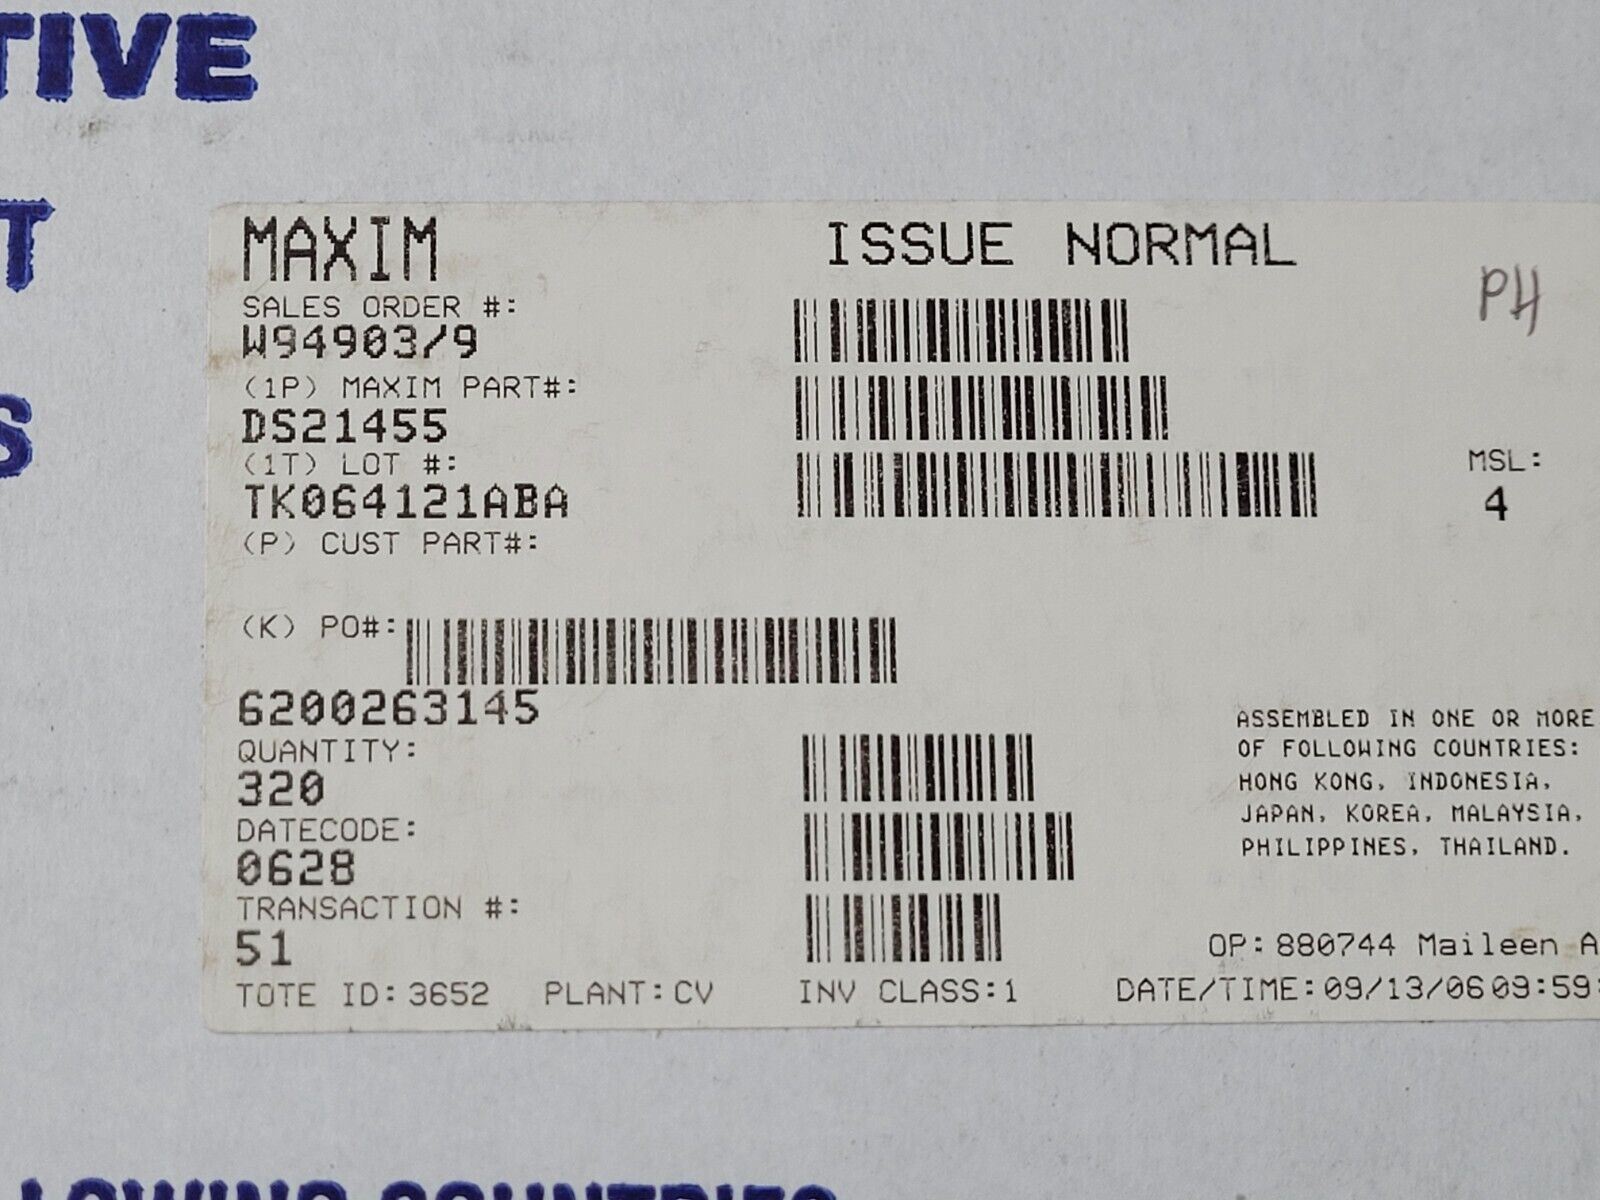 TIVE
T
S
MAXIM
ISSUE NORMAL
PH
SALES ORDER #:
W94903/9
(1P) MAXIM PART#:
DS21455
(1T) LOT #:
TK064121ABA
MSL:
4
(P) CUST PART#:
(K) PO#:
6200263145
QUANTITY:
320
DATECODE:
0628
TRANSACTION #:
51
ASSEMBLED IN ONE OR MORE
OF FOLLOWING COUNTRIES:
HONG KONG, INDONESIA,
JAPAN, KOREA, MALAYSIA,
PHILIPPINES, THAILAND.
OP: 880744 Maileen A
TOTE ID: 3652 PLANT: CV INV CLASS: 1 DATE/TIME: 09/13/06 09:59:
LOWING COUNTRIES